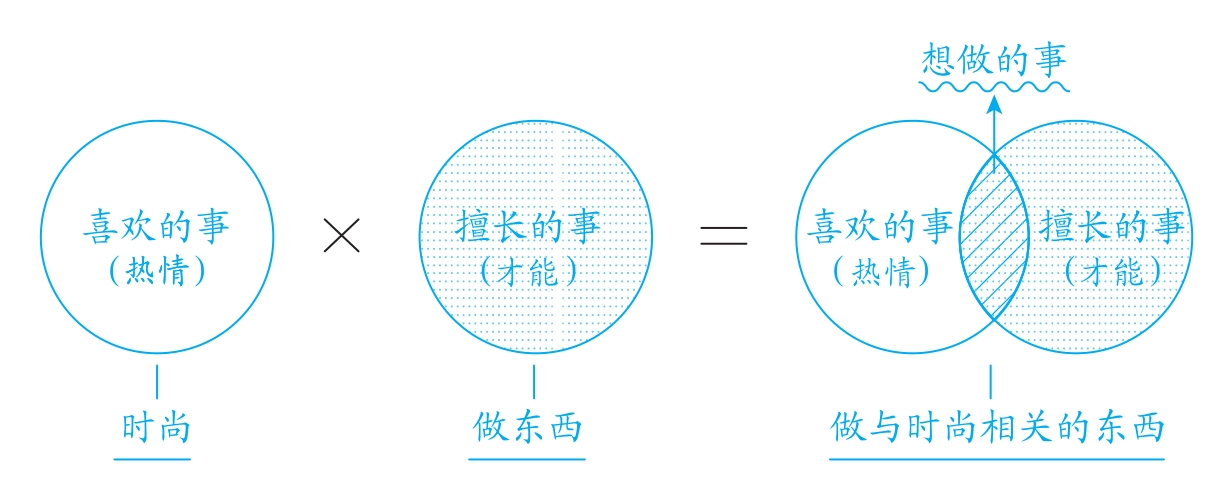 想做的事
喜欢的事
(热情)
×
擅长的事
(才能)
=
喜欢的事
(热情)
擅长的事
(才能)
时尚
做东西
做与时尚相关的东西